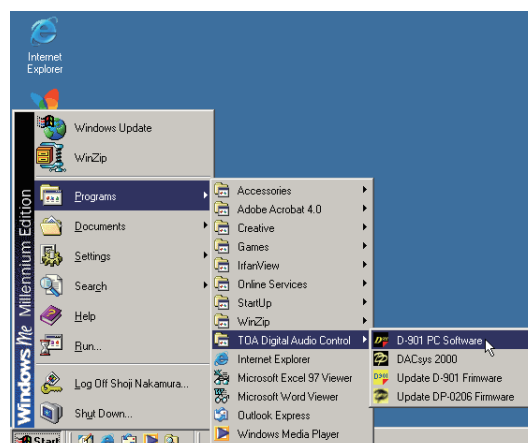 Internet
Explorer
Windows Update
WinZip
Programs
Documents
Settings
Search
Help
Run...
Log Off Shoji Nakamura...
Shut Down...
Windows Me Millennium Edition
Accessories
Adobe Acrobat 4.0
Creative
Games
IrfanView
Online Services
StartUp
WinZip
TOA Digital Audio Control
Internet Explorer
Microsoft Excel 97 Viewer
Microsoft Word Viewer
Outlook Express
Windows Media Player
D-901 PC Software
DACsys 2000
Update D-901 Frimware
Update DP-0206 Firmware
Start